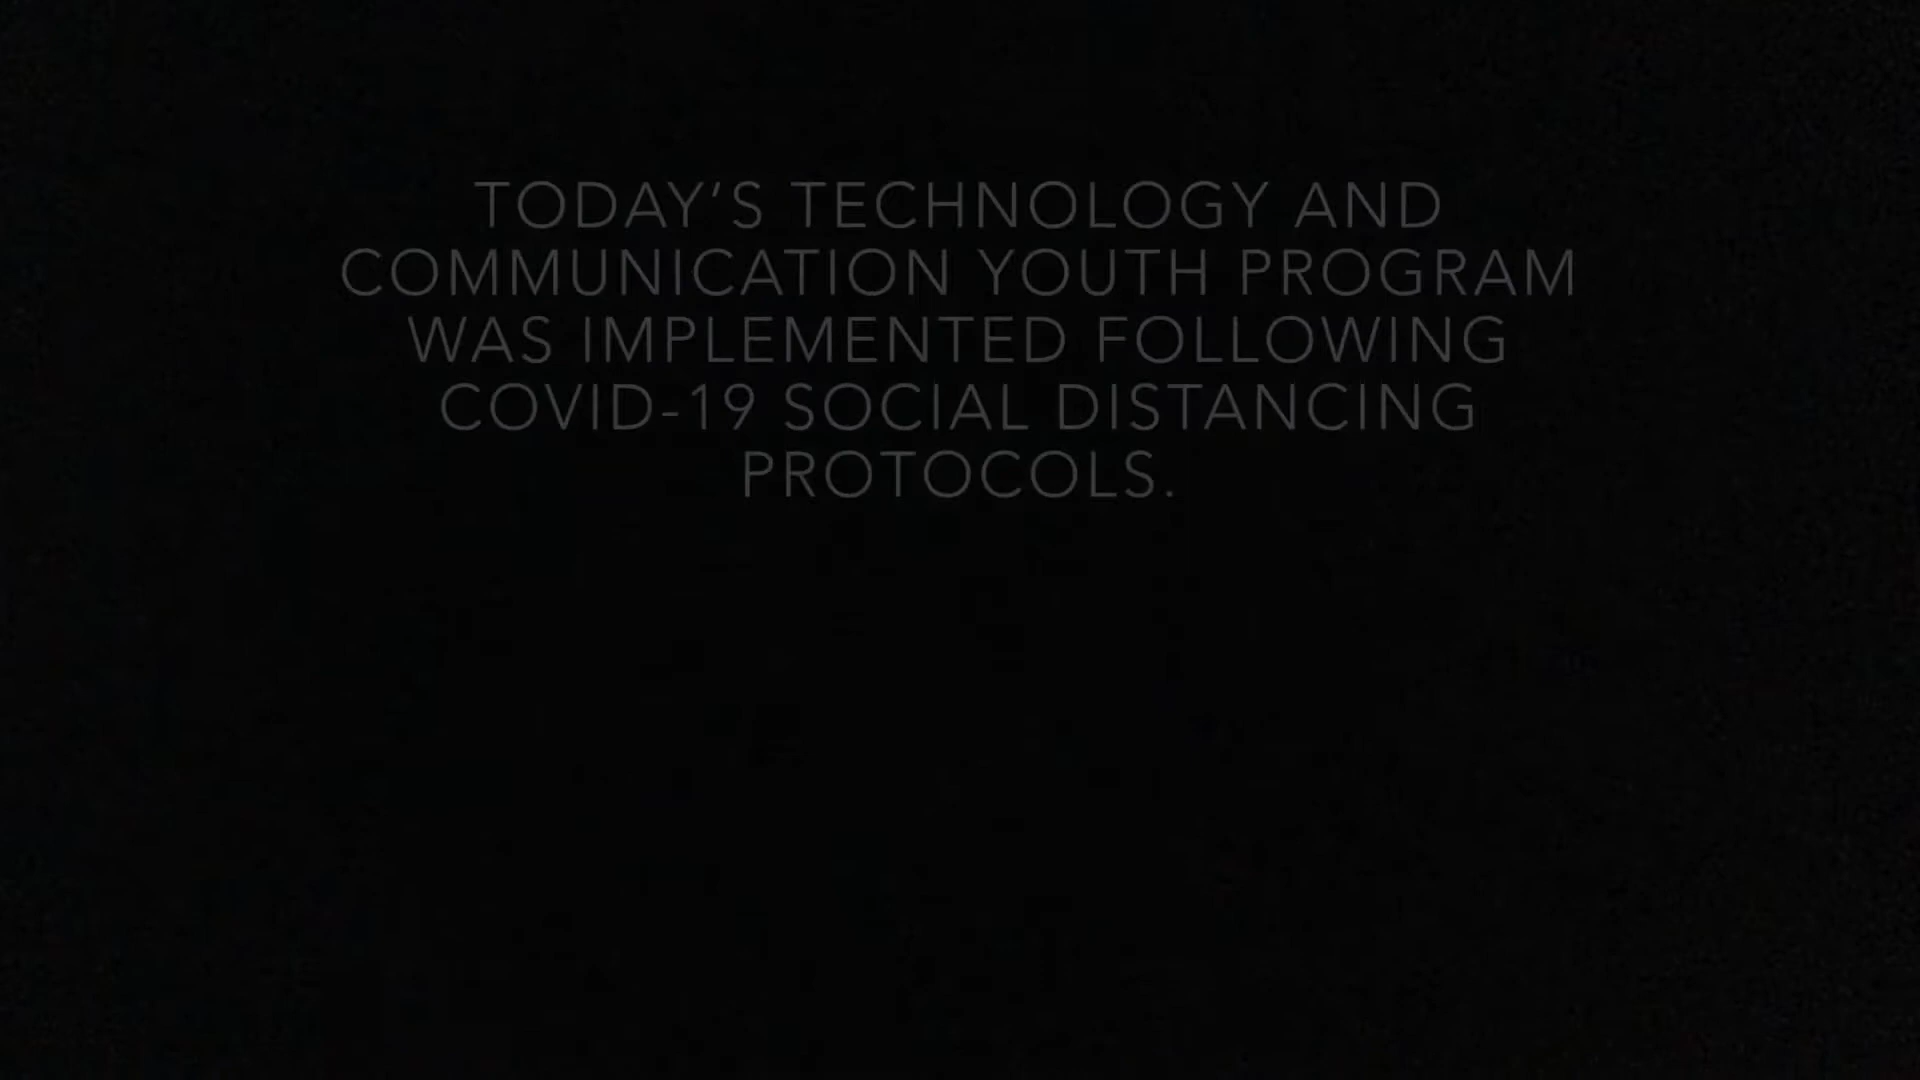 TODAY'S TECHNOLOGY AND
COMMUNICATION YOUTH PROGRAM
WAS IMPLEMENTED FOLLOWING
COVID-19 SOCIAL DISTANCING
PROTOCOLS.